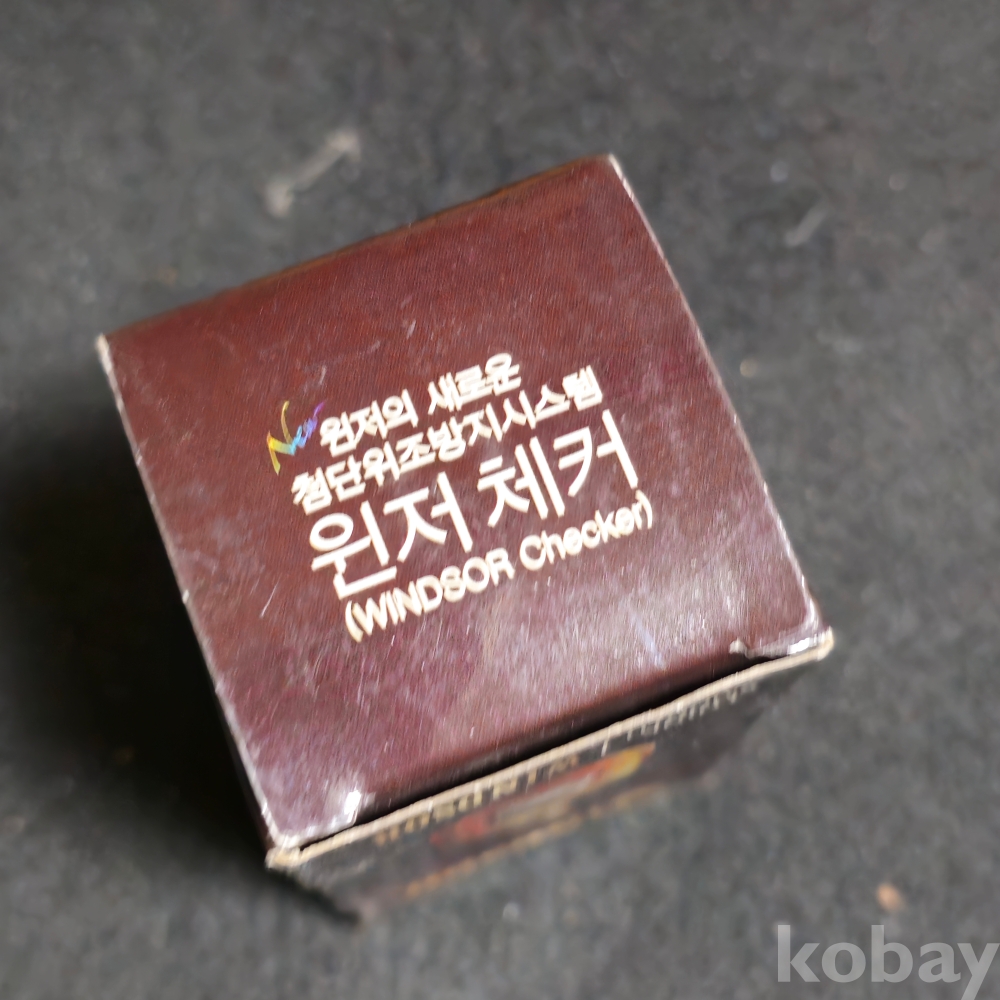 New 윈저의 새로운
첨단위조방지시스템
윈저 체커
(WINDSOR Checker)
WINDSOR
kobay